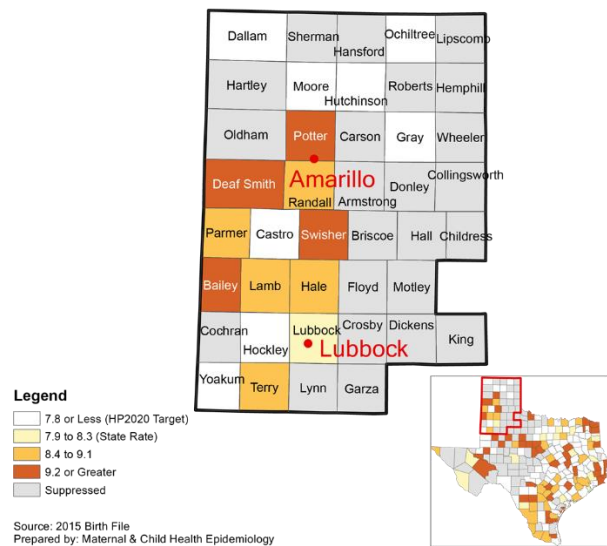 Dallam
Sherman
Hansford
Ochiltree
Lipscomb
Hartley
Moore
Hutchinson
Roberts
Hemphill
Oldham
Potter
Carson
Gray
Wheeler
Deaf Smith
Amarillo
Randall
Armstrong
Donley
Collingsworth
Parmer
Castro
Swisher
Briscoe
Hall
Childress
Bailey
Lamb
Hale
Floyd
Motley
Cochran
Hockley
Lubbock
Lubbock
Crosby
Dickens
King
Yoakum
Terry
Lynn
Garza
Legend
7.8 or Less (HP2020 Target)
7.9 to 8.3 (State Rate)
8.4 to 9.1
9.2 or Greater
Suppressed
Source: 2015 Birth File
Prepared by: Maternal & Child Health Epidemiology